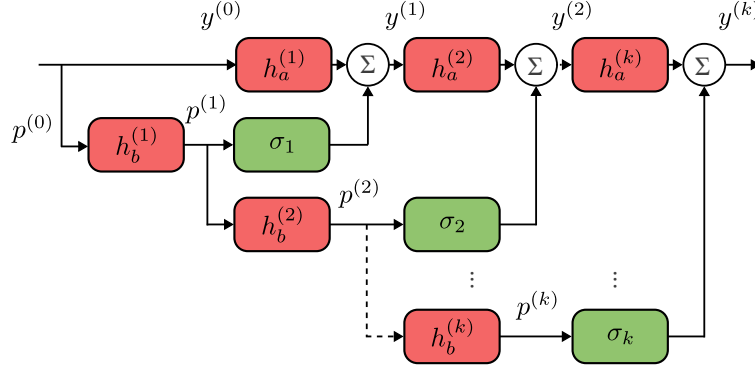 y^{(0)} y^{(1)} y^{(2)} y^{(k)}
h_a^{(1)} Σ h_a^{(2)} Σ h_a^{(k)} Σ
p^{(0)} p^{(1)}
h_b^{(1)} σ_1
p^{(2)}
h_b^{(2)} σ_2
⋮ ⋮
p^{(k)}
h_b^{(k)} σ_k